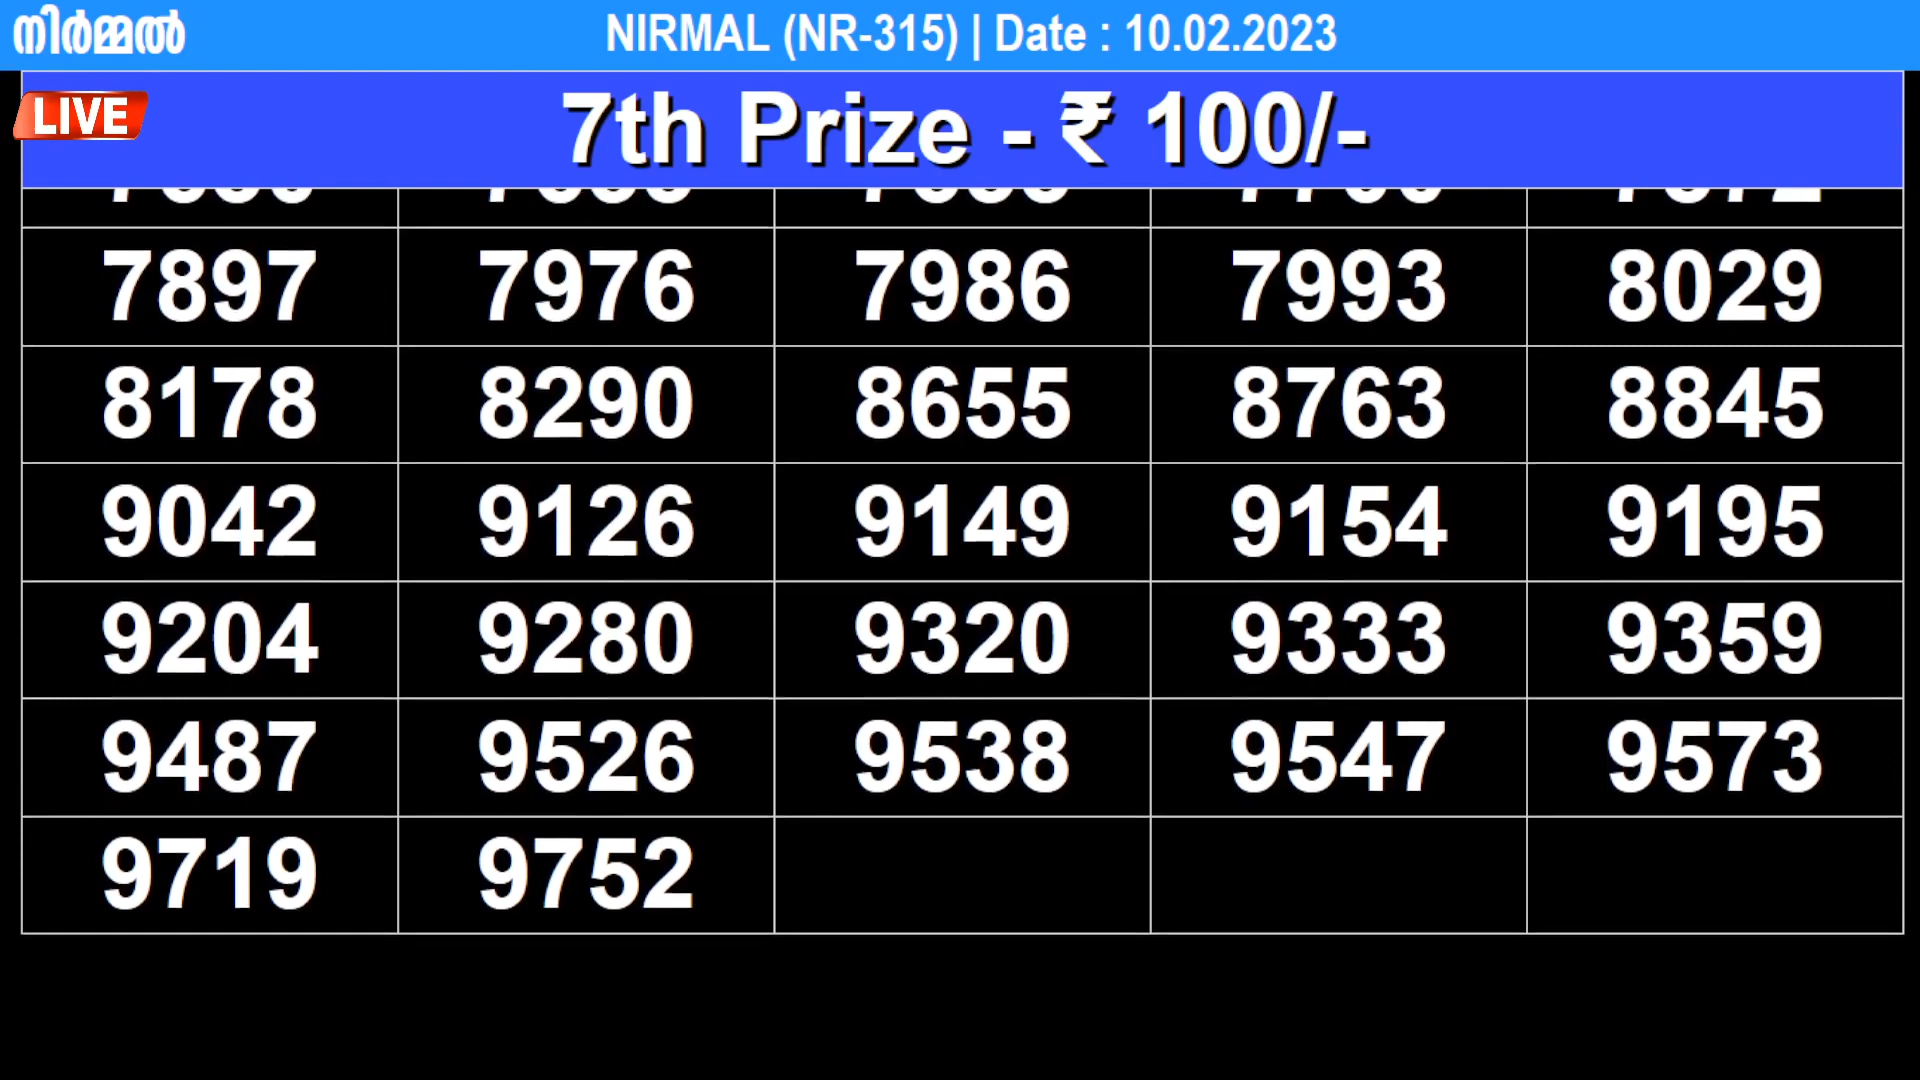 നിർമ്മൽ
NIRMAL (NR-315) | Date : 10.02.2023
LIVE
7th Prize - ₹ 100/-
7897 7976 7986 7993 8029
8178 8290 8655 8763 8845
9042 9126 9149 9154 9195
9204 9280 9320 9333 9359
9487 9526 9538 9547 9573
9719 9752